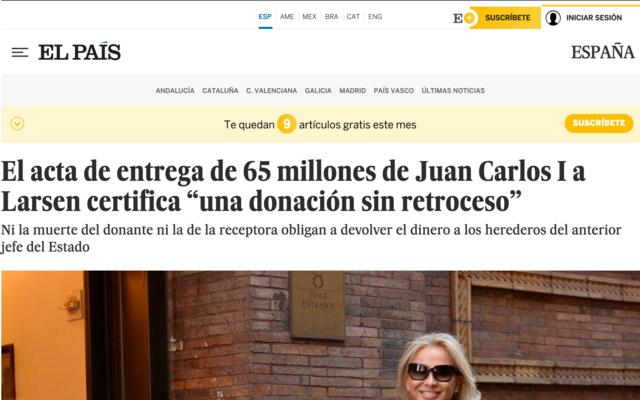 ESP AME MEX BRA CAT ENG
E+ SUSCRÍBETE INICIAR SESIÓN
EL PAÍS ESPAÑA
ANDALUCÍA CATALUÑA C. VALENCIANA GALICIA MADRID PAÍS VASCO ÚLTIMAS NOTICIAS
Te quedan 9 artículos gratis este mes SUSCRÍBETE
El acta de entrega de 65 millones de Juan Carlos I a
Larsen certifica “una donación sin retroceso”
Ni la muerte del donante ni la de la receptora obligan a devolver el dinero a los herederos del anterior
jefe del Estado
STAGE
ENTRANCE